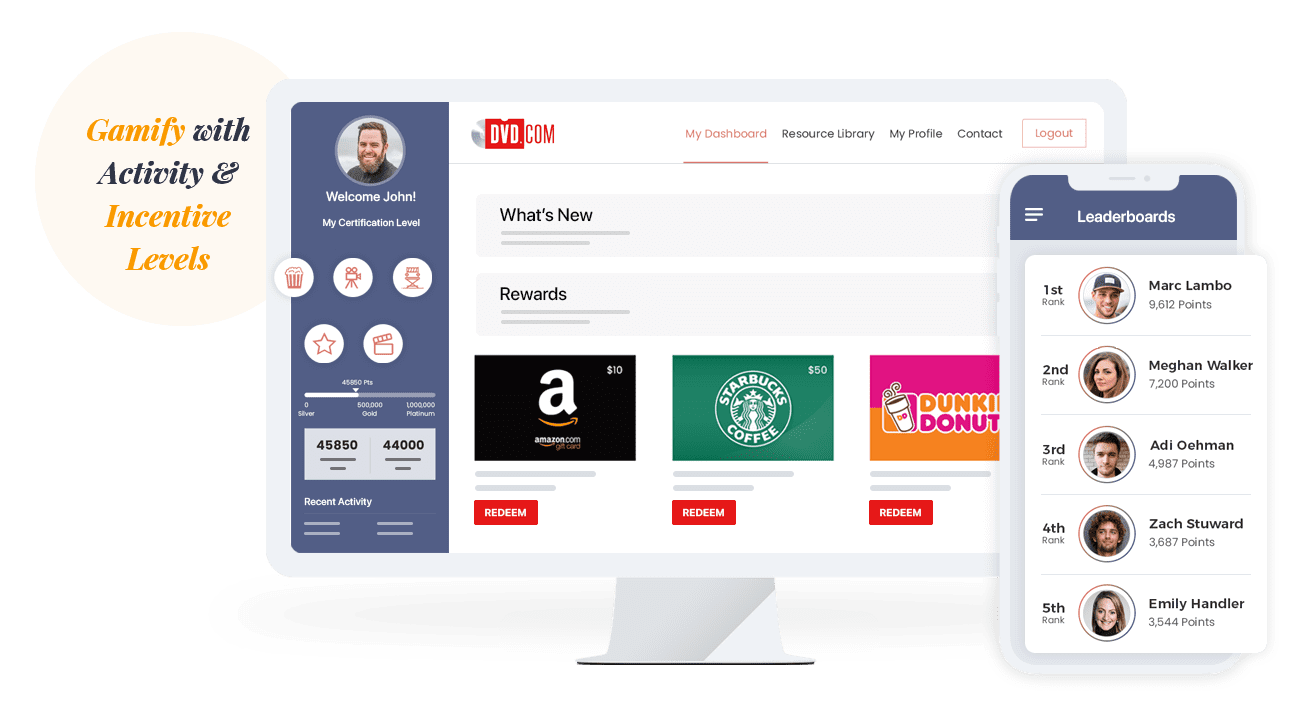 Gamify with
Activity &
Incentive
Levels
Welcome John!
My Certification Level
45850 Pts
0
500,000
1,000,000
Silver
Gold
Platinum
45850
44000
Recent Activity
DVD.COM
My Dashboard
Resource Library
My Profile
Contact
Logout
What's New
Rewards
$10
a
amazon.com
gift card
REDEEM
$50
STARBUCKS
COFFEE
REDEEM
DUNKI
DONUT
DD
REDEEM
Leaderboards
1st
Rank
Marc Lambo
9,612 Points
2nd
Rank
Meghan Walker
7,200 Points
3rd
Rank
Adi Oehman
4,987 Points
4th
Rank
Zach Stuward
3,687 Points
5th
Rank
Emily Handler
3,544 Points